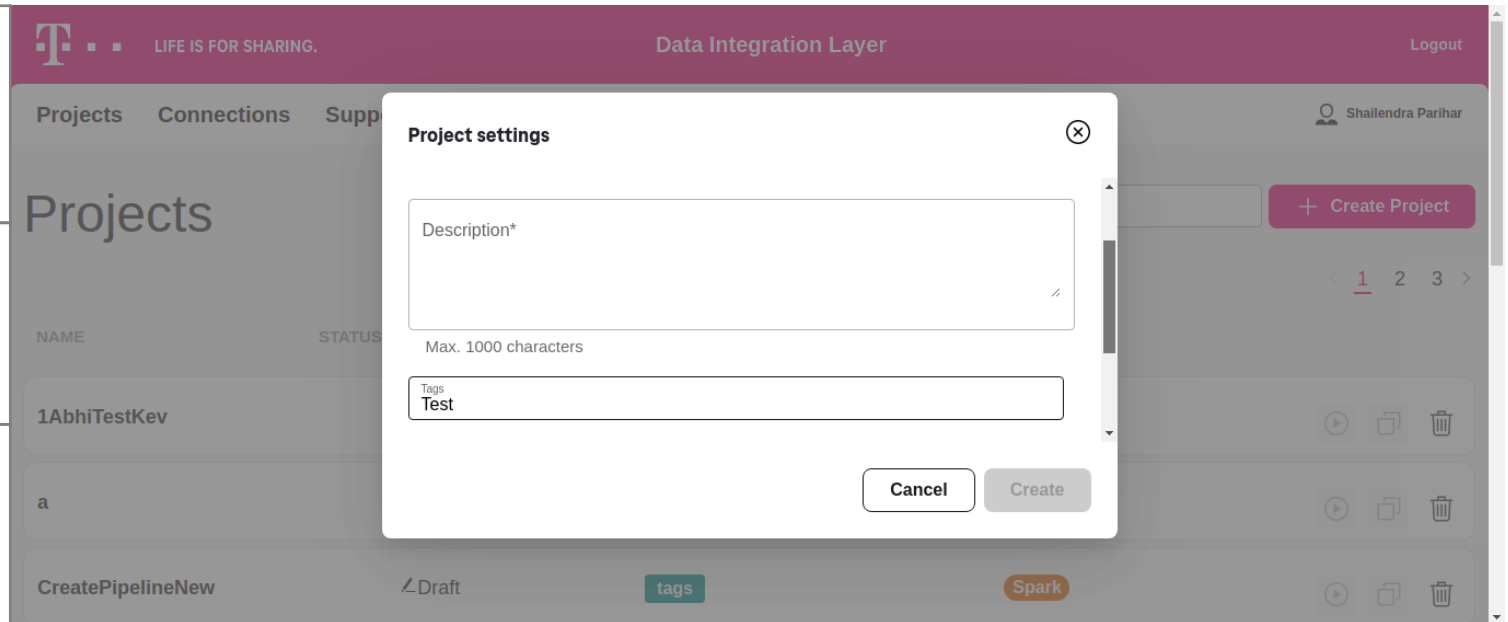 T LIFE IS FOR SHARING. Data Integration Layer Logout
Projects Connections Supp Shailendra Parihar
Project settings
Projects
+ Create Project
Description*
1 2 3
Max. 1000 characters
NAME STATUS
Tags
Test
1AbhiTestKev
Cancel Create
a
CreatePipelineNew Draft tags Spark